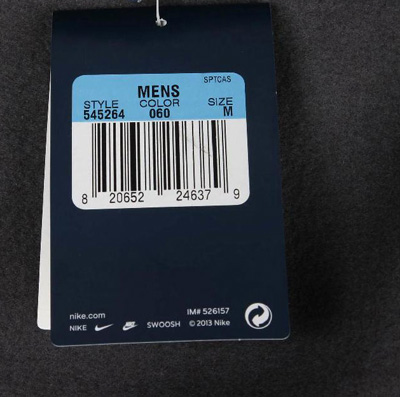 SPTCAS
MENS
STYLE COLOR SIZE
545264 060 M
8 20652 24637 9
nike.com IM# 526157
NIKE SWOOSH © 2013 Nike